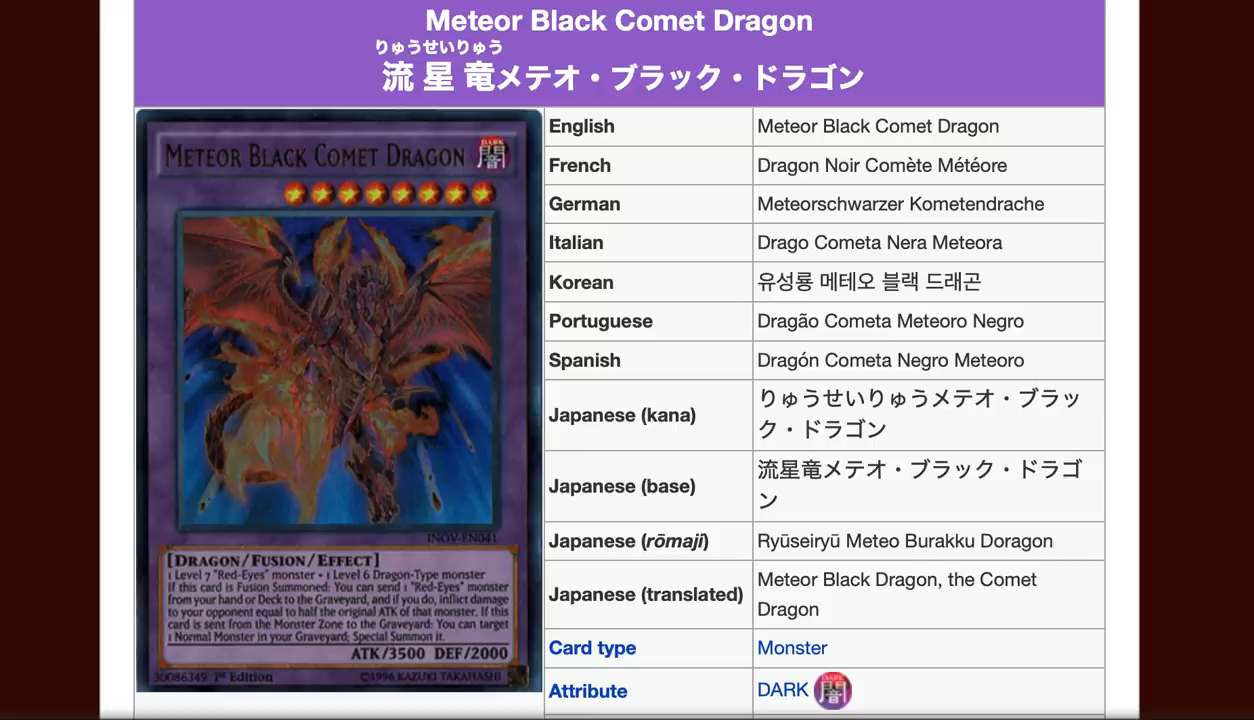 Meteor Black Comet Dragon
りゅうせいりゅう
流星竜メテオ・ブラック・ドラゴン
METEOR BLACK COMET DRAGON
DARK
闇
INOV-EN041
[DRAGON/FUSION/EFFECT]
1 Level 7 "Red-Eyes" monster + 1 Level 6 Dragon-Type monster
If this card is Fusion Summoned: You can send 1 "Red-Eyes" monster
from your hand or Deck to the Graveyard, and if you do, inflict damage
to your opponent equal to half the original ATK of that monster. If this
card is sent from the Monster Zone to the Graveyard: You can target
1 Normal Monster in your Graveyard; Special Summon it.
ATK/3500 DEF/2000
30086349 1st Edition ©1996 KAZUKI TAKAHASHI
English Meteor Black Comet Dragon
French Dragon Noir Comète Météore
German Meteorschwarzer Kometendrache
Italian Drago Cometa Nera Meteora
Korean 유성룡 메테오 블랙 드래곤
Portuguese Dragão Cometa Meteoro Negro
Spanish Dragón Cometa Negro Meteoro
Japanese (kana) りゅうせいりゅうメテオ・ブラッ
ク・ドラゴン
Japanese (base) 流星竜メテオ・ブラック・ドラゴ
ン
Japanese (rōmaji) Ryūseiryū Meteo Burakku Doragon
Japanese (translated) Meteor Black Dragon, the Comet
Dragon
Card type Monster
Attribute DARK DARK 闇